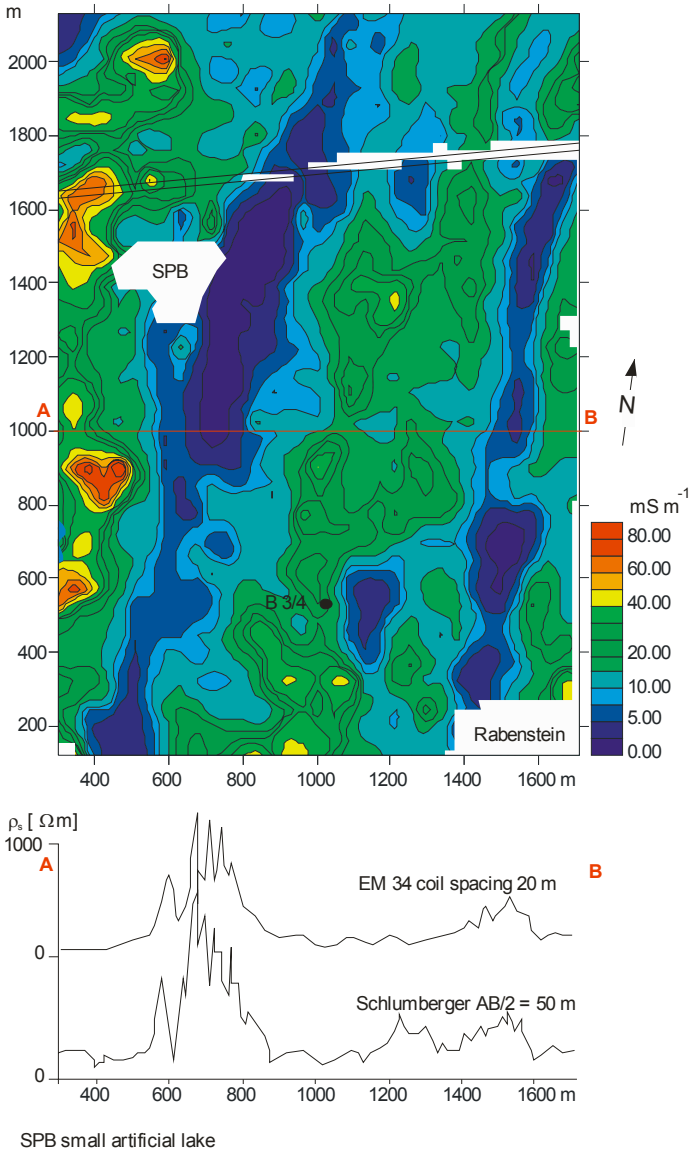 m
2000
1800
1600
1400
1200
1000
800
600
400
200
SPB
A
B
N
B 3/4
Rabenstein
mS m⁻¹
80.00
60.00
40.00
20.00
10.00
5.00
0.00
400 600 800 1000 1200 1400 1600 m
ρₛ [ Ωm]
1000
A
B
EM 34 coil spacing 20 m
0
Schlumberger AB/2 = 50 m
0
400 600 800 1000 1200 1400 1600 m
SPB small artificial lake